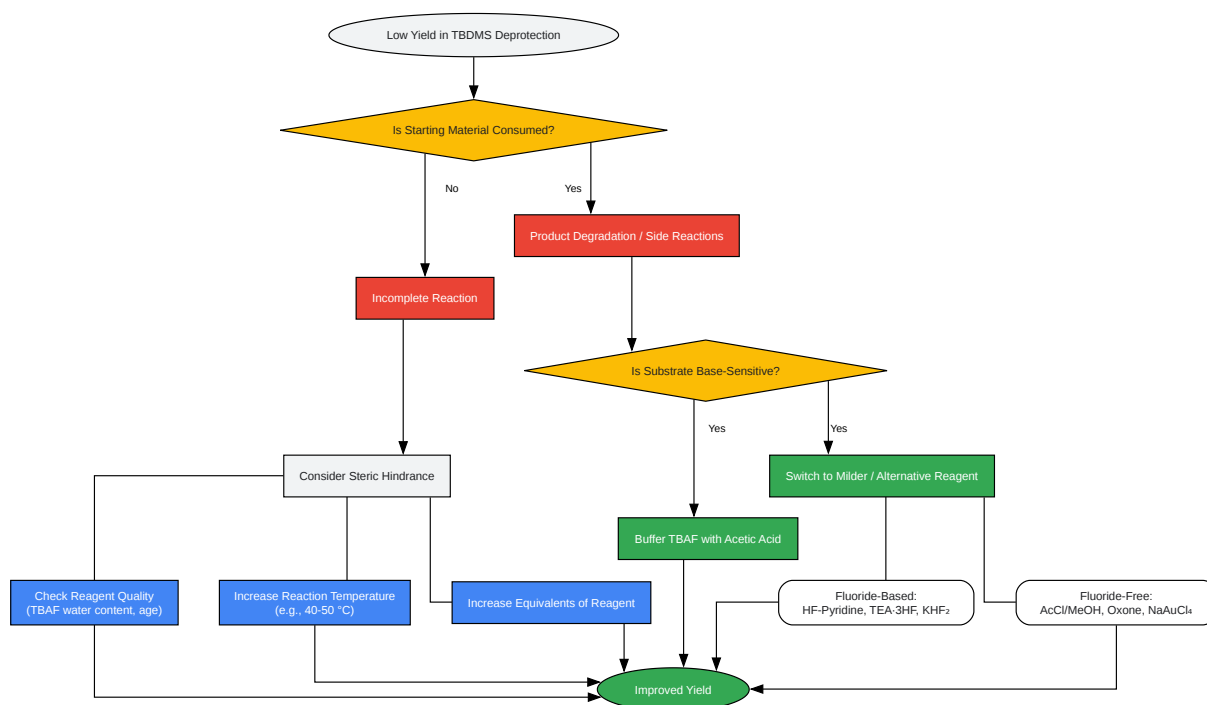 Low Yield in TBDMS Deprotection
Is Starting Material Consumed?
No
Yes
Product Degradation / Side Reactions
Incomplete Reaction
Is Substrate Base-Sensitive?
Yes
Yes
Consider Steric Hindrance
Switch to Milder / Alternative Reagent
Buffer TBAF with Acetic Acid
Check Reagent Quality
(TBAF water content, age)
Increase Reaction Temperature
(e.g., 40-50 °C)
Increase Equivalents of Reagent
Fluoride-Based:
HF-Pyridine, TEA·3HF, KHF₂
Fluoride-Free:
AcCl/MeOH, Oxone, NaAuCl₄
Improved Yield